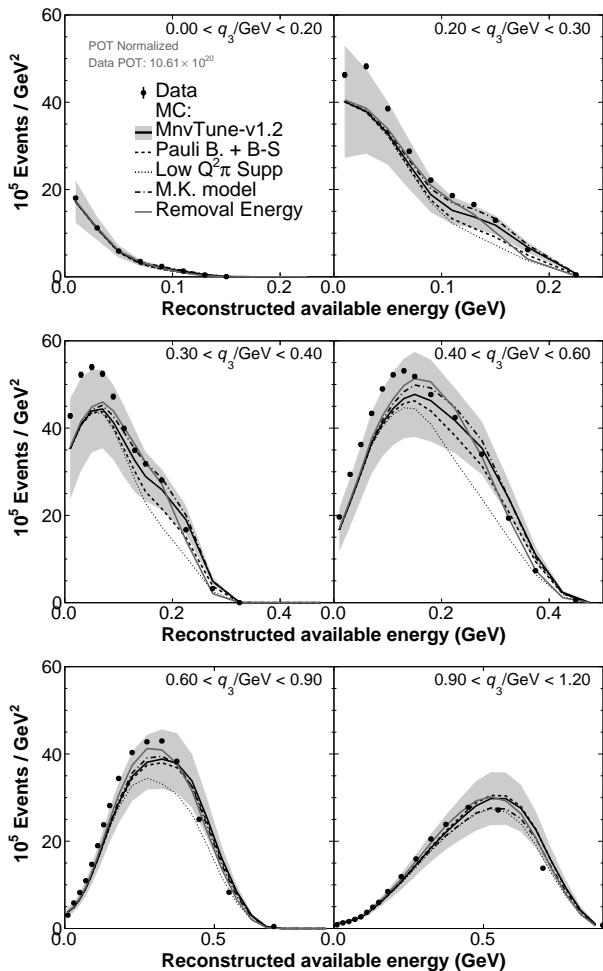 0.00 < q3/GeV < 0.20
POT Normalized
Data POT: 10.61 × 10^20
Data
MC:
MnvTune-v1.2
Pauli B. + B-S
Low Q^2π Supp
M.K. model
Removal Energy
10^5 Events / GeV^2
60
40
20
0
0.0 0.2
Reconstructed available energy (GeV)
0.20 < q3/GeV < 0.30
0.0 0.1 0.2
Reconstructed available energy (GeV)
0.30 < q3/GeV < 0.40
10^5 Events / GeV^2
60
40
20
0
0.0 0.2 0.4
Reconstructed available energy (GeV)
0.40 < q3/GeV < 0.60
0.0 0.2 0.4
Reconstructed available energy (GeV)
0.60 < q3/GeV < 0.90
10^5 Events / GeV^2
60
40
20
0
0.0 0.5
Reconstructed available energy (GeV)
0.90 < q3/GeV < 1.20
0.0 0.5
Reconstructed available energy (GeV)